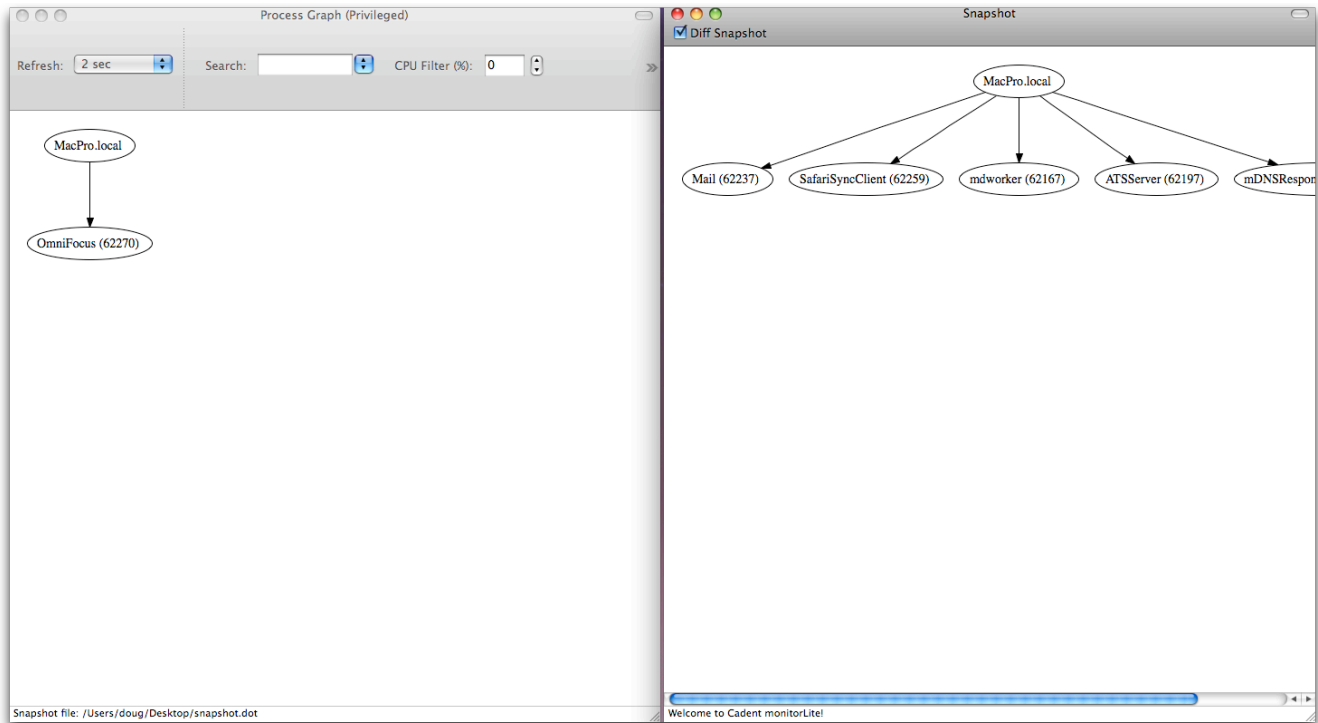 Process Graph (Privileged)
Refresh: 2 sec Search: CPU Filter (%): 0 »
MacPro.local
OmniFocus (62270)
Snapshot file: /Users/doug/Desktop/snapshot.dot
Snapshot
Diff Snapshot
MacPro.local
Mail (62237) SafariSyncClient (62259) mdworker (62167) ATSServer (62197) mDNSRespon
Welcome to Cadent monitorLite!